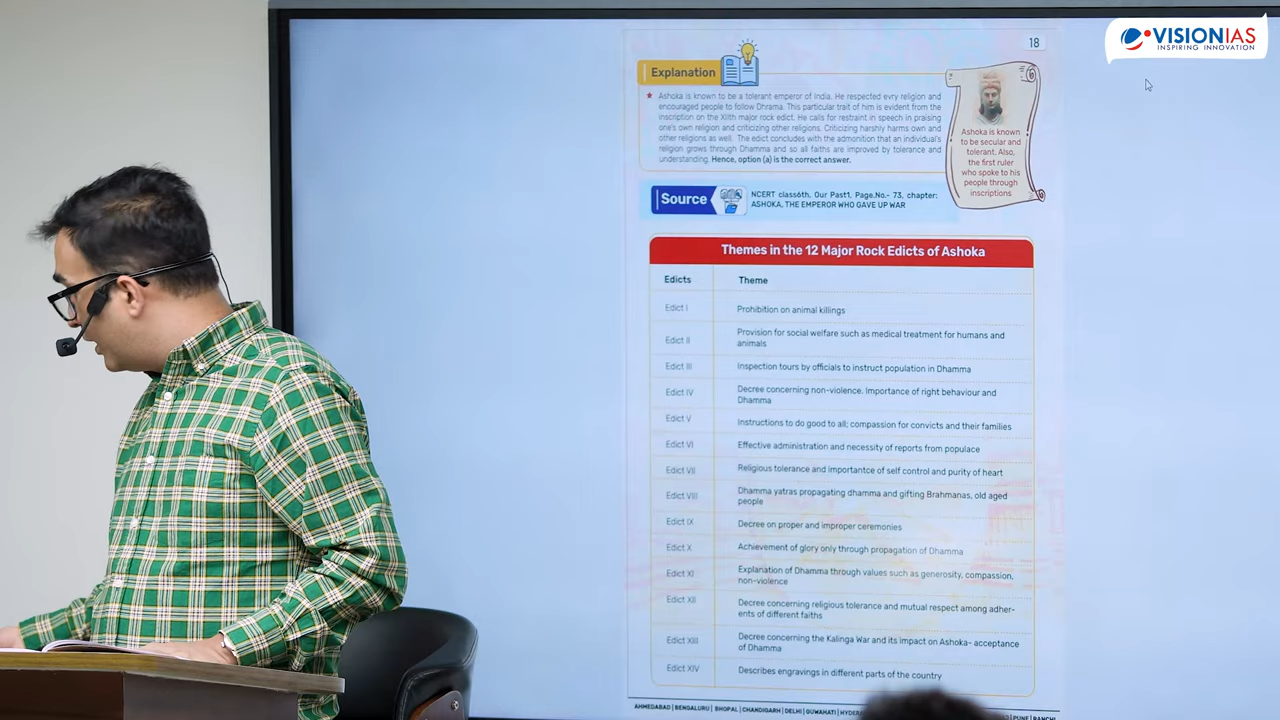 18
VISIONIAS
INSPIRING INNOVATION
Explanation
Ashoka is known to be a tolerant emperor of India. He respected evry religion and
encouraged people to follow Dhrama. This particular trait of him is evident from the
inscription on the XIIth major rock edict. He calls for restraint in speech in praising
one's own religion and criticizing other religions. Criticizing harshly harms own and
other religions as well. The edict concludes with the admonition that an individual's
religion grows through Dhamma and so all faiths are improved by tolerance and
understanding. Hence, option (a) is the correct answer.
Ashoka is known
to be secular and
tolerant. Also,
the first ruler
who spoke to his
people through
inscriptions
Source
NCERT class6th, Our Past1, Page.No.- 73, chapter:
ASHOKA, THE EMPEROR WHO GAVE UP WAR
Themes in the 12 Major Rock Edicts of Ashoka
Edicts Theme
Edict I Prohibition on animal killings
Edict II Provision for social welfare such as medical treatment for humans and
animals
Edict III Inspection tours by officials to instruct population in Dhamma
Edict IV Decree concerning non-violence. Importance of right behaviour and
Dhamma
Edict V Instructions to do good to all; compassion for convicts and their families
Edict VI Effective administration and necessity of reports from populace
Edict VII Religious tolerance and importantce of self control and purity of heart
Edict VIII Dhamma yatras propagating dhamma and gifting Brahmanas, old aged
people
Edict IX Decree on proper and improper ceremonies
Edict X Achievement of glory only through propagation of Dhamma
Edict XI Explanation of Dhamma through values such as generosity, compassion,
non-violence
Edict XII Decree concerning religious tolerance and mutual respect among adher-
ents of different faiths
Edict XIII Decree concerning the Kalinga War and its impact on Ashoka- acceptance
of Dhamma
Edict XIV Describes engravings in different parts of the country
AHMEDABAD | BENGALURU | BHOPAL | CHANDIGARH | DELHI | GUWAHATI | PUNE | RANCHI